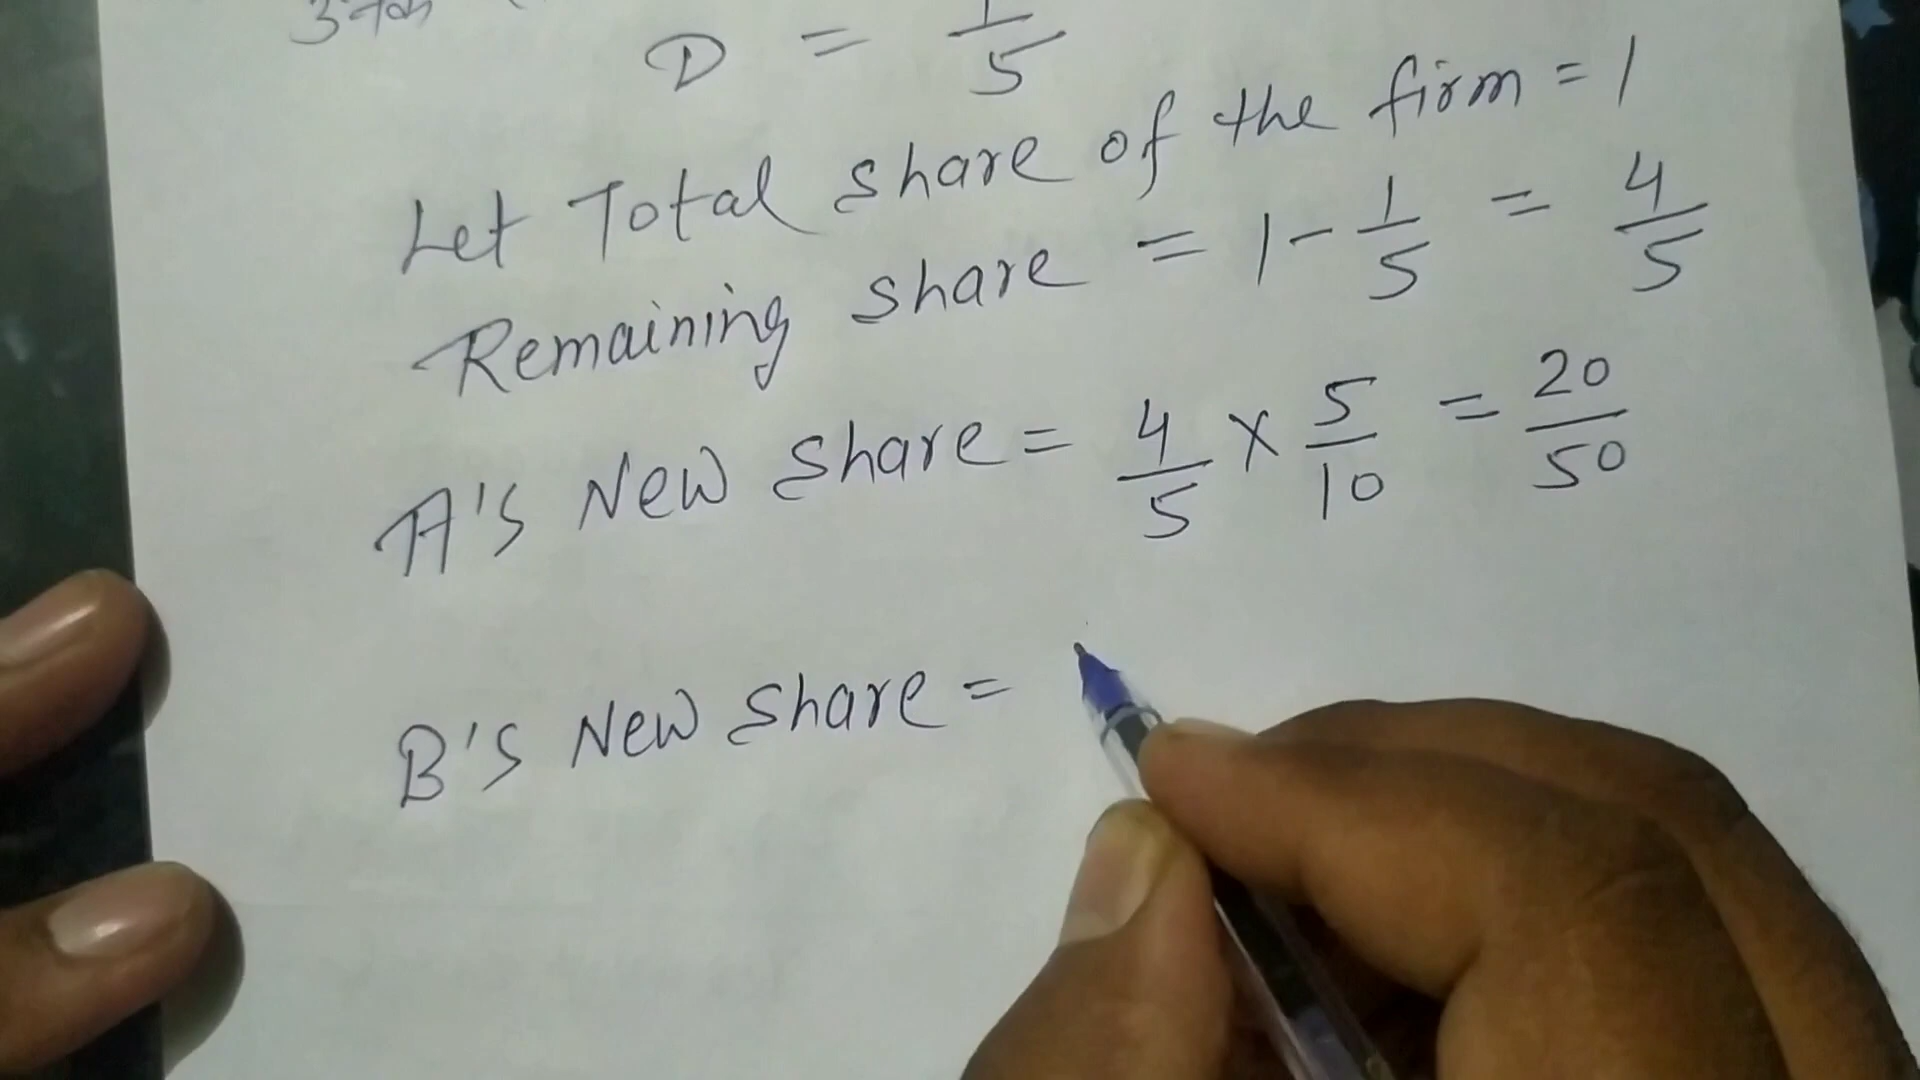 D = 1/5
Let Total share of the firm = 1
Remaining share = 1 - 1/5 = 4/5
A's New share = 4/5 × 5/10 = 20/50
B's New share =